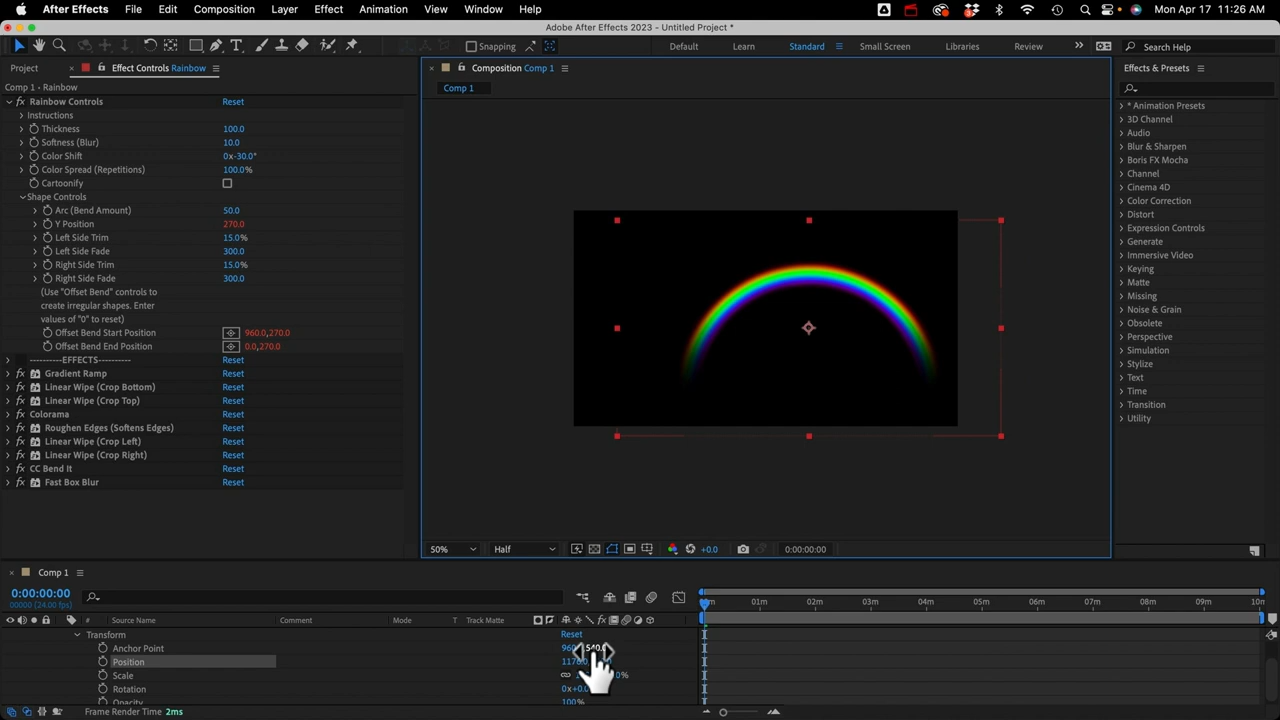 After Effects File Edit Composition Layer Effect Animation View Window Help Mon Apr 17 11:26 AM
Adobe After Effects 2023 - Untitled Project *
Snapping Default Learn Standard Small Screen Libraries Review Search Help
Project Effect Controls Rainbow Composition Comp 1 Effects & Presets
Comp 1 • Rainbow
Comp 1
Rainbow Controls Reset
Instructions
Thickness 100.0
Softness (Blur) 10.0
Color Shift 0x-30.0°
Color Spread (Repetitions) 100.0%
Cartoonify
Shape Controls
Arc (Bend Amount) 50.0
Y Position 270.0
Left Side Trim 15.0%
Left Side Fade 300.0
Right Side Trim 15.0%
Right Side Fade 300.0
(Use "Offset Bend" controls to
create irregular shapes. Enter
values of "0" to reset)
Offset Bend Start Position 960.0,270.0
Offset Bend End Position 0.0,270.0
----------EFFECTS---------- Reset
Gradient Ramp Reset
Linear Wipe (Crop Bottom) Reset
Linear Wipe (Crop Top) Reset
Colorama Reset
Roughen Edges (Softens Edges) Reset
Linear Wipe (Crop Left) Reset
Linear Wipe (Crop Right) Reset
CC Bend It Reset
Fast Box Blur Reset
* Animation Presets
3D Channel
Audio
Blur & Sharpen
Boris FX Mocha
Channel
Cinema 4D
Color Correction
Distort
Expression Controls
Generate
Immersive Video
Keying
Matte
Missing
Noise & Grain
Obsolete
Perspective
Simulation
Stylize
Text
Time
Transition
Utility
50% Half +0.0 0:00:00:00
Comp 1
0:00:00:00
00000 (24.00 fps)
01m 02m 03m 04m 05m 06m 07m 08m 09m 10m
Source Name Comment Mode T Track Matte
Transform Reset
Anchor Point 540.0
Position
Scale %
Rotation
Opacity 100%
Frame Render Time 2ms